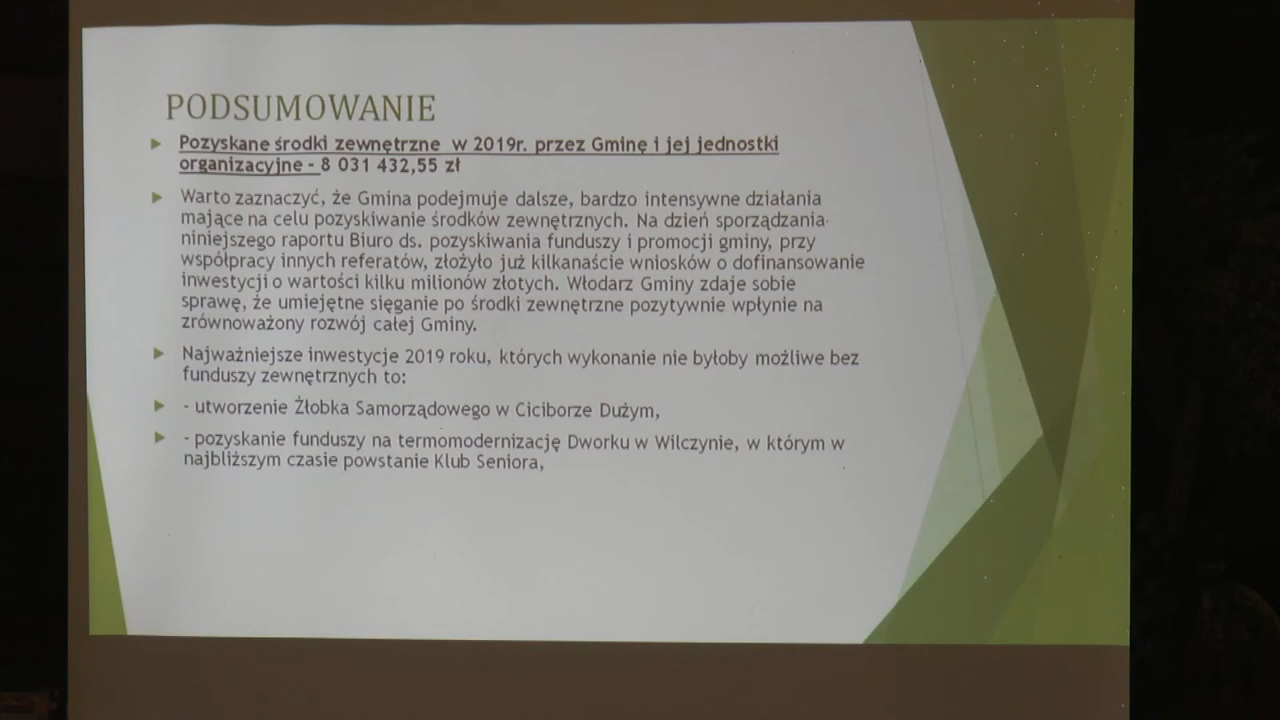 PODSUMOWANIE
Pozyskane środki zewnętrzne w 2019r. przez Gminę i jej jednostki
organizacyjne - 8 031 432,55 zł
Warto zaznaczyć, że Gmina podejmuje dalsze, bardzo intensywne działania
mające na celu pozyskiwanie środków zewnętrznych. Na dzień sporządzania
niniejszego raportu Biuro ds. pozyskiwania funduszy i promocji gminy, przy
współpracy innych referatów, złożyło już kilkanaście wniosków o dofinansowanie
inwestycji o wartości kilku milionów złotych. Włodarz Gminy zdaje sobie
sprawę, że umiejętne sięganie po środki zewnętrzne pozytywnie wpłynie na
zrównoważony rozwój całej Gminy.
Najważniejsze inwestycje 2019 roku, których wykonanie nie byłoby możliwe bez
funduszy zewnętrznych to:
- utworzenie Żłobka Samorządowego w Ciciborze Dużym,
- pozyskanie funduszy na termomodernizację Dworku w Wilczynie, w którym w
najbliższym czasie powstanie Klub Seniora,